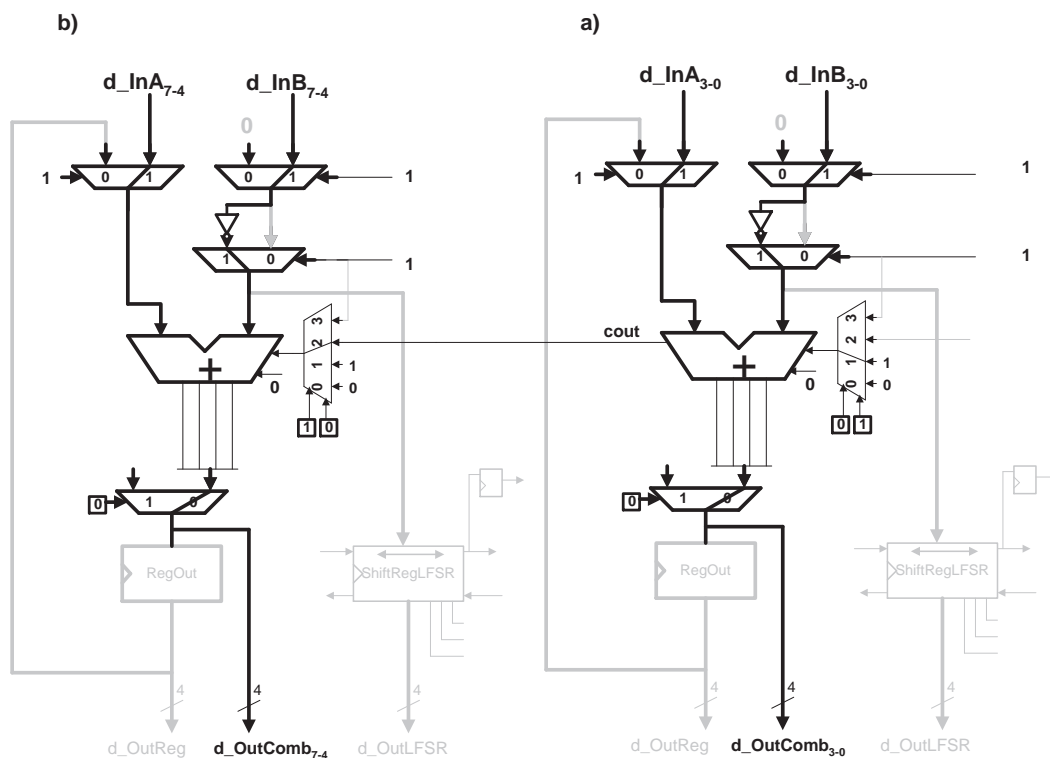 b) a)
d_InA7-4 d_InB7-4 d_InA3-0 d_InB3-0
0 0
1 0 1 0 1 1 1 0 1 0 1 1
1 0 1 1 0 1
3 3
cout
2 2
+ 1 1 + 1 1
0 0 0 0 0 0
1 0 0 1
0 1 0 0 1 0
RegOut ShiftRegLFSR RegOut ShiftRegLFSR
4 4 4 4 4 4
d_OutReg d_OutComb7-4 d_OutLFSR d_OutReg d_OutComb3-0 d_OutLFSR